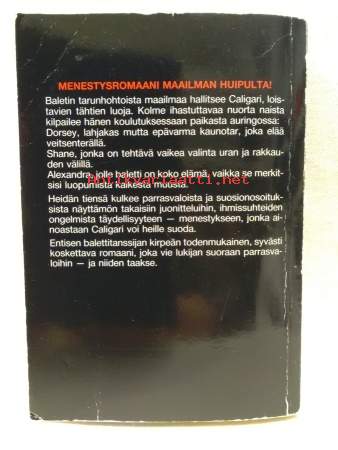 MENESTYSROMAANI MAAILMAN HUIPULTA!
Baletin tarunhohtoista maailmaa hallitsee Caligari, lois-
tavien tähtien luoja. Kolme ihastuttavaa nuorta naista
kilpailee hänen koulutuksessaan paikasta auringossa:
Dorsey, lahjakas mutta epävarma kaunotar, joka elää
veitsenterällä.
Shane, jonka on tehtävä vaikea valinta uran ja rakkau-
den välillä.
Alexandra, jolle baletti on koko elämä, vaikka se merkit-
sisi luopumista kaikesta muusta.
Heidän tiensä kulkee parrasvaloista ja suosionosoituk-
sista näyttämön takaisiin juonitteluihin, ihmissuhteiden
ongelmista täydellisyyteen — menestykseen, jonka ai-
noastaan Caligari voi heille suoda.
Entisen balettitanssijan kirpeän todenmukainen, syvästi
koskettava romaani, joka vie lukijan suoraan parrasva-
loihin — ja niiden taakse.